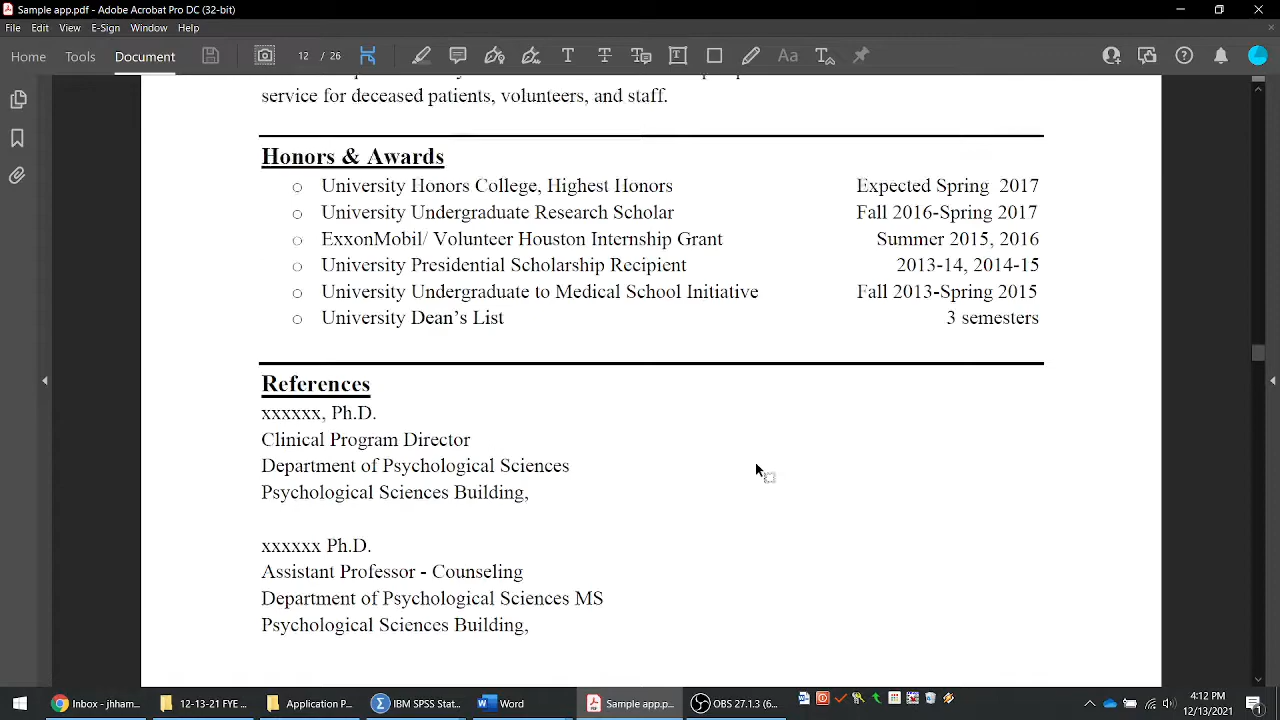 Sample app.pdf - Adobe Acrobat Pro DC (32-bit)
File Edit View E-Sign Window Help
Home Tools Document 12 / 26
service for deceased patients, volunteers, and staff.
Honors & Awards
University Honors College, Highest Honors Expected Spring 2017
University Undergraduate Research Scholar Fall 2016-Spring 2017
ExxonMobil/ Volunteer Houston Internship Grant Summer 2015, 2016
University Presidential Scholarship Recipient 2013-14, 2014-15
University Undergraduate to Medical School Initiative Fall 2013-Spring 2015
University Dean’s List 3 semesters
References
xxxxxx, Ph.D.
Clinical Program Director
Department of Psychological Sciences
Psychological Sciences Building,
xxxxxx Ph.D.
Assistant Professor - Counseling
Department of Psychological Sciences MS
Psychological Sciences Building,
Inbox - jhham... 12-13-21 FYE ... Application P... IBM SPSS Stat... Word Sample app.p... OBS 27.1.3 (6... 4:12 PM
12/13/2021